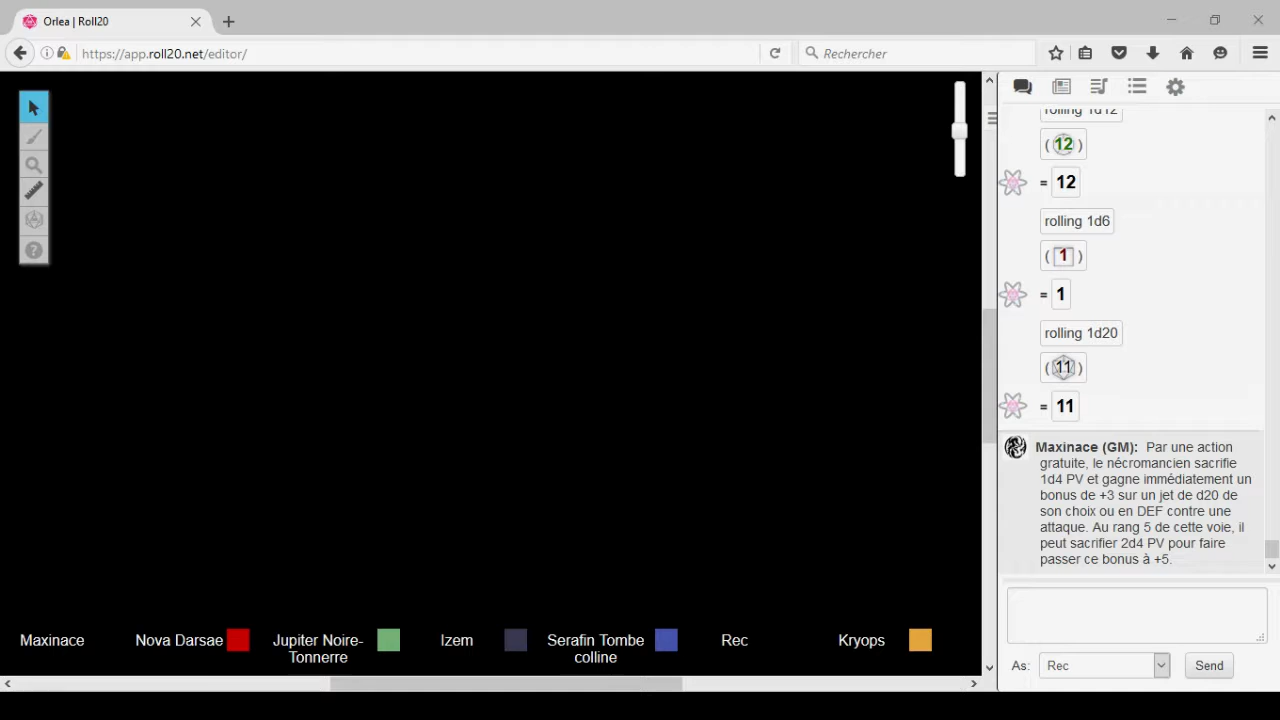 Orlea | Roll20
https://app.roll20.net/editor/
Rechercher
rolling 1d12
( 12 )
= 12
rolling 1d6
( 1 )
= 1
rolling 1d20
( 11 )
= 11
Maxinace (GM): Par une action
gratuite, le nécromancien sacrifie
1d4 PV et gagne immédiatement un
bonus de +3 sur un jet de d20 de
son choix ou en DEF contre une
attaque. Au rang 5 de cette voie, il
peut sacrifier 2d4 PV pour faire
passer ce bonus à +5.
Maxinace
Nova Darsae
Jupiter Noire-
Tonnerre
Izem
Serafin Tombe
colline
Rec
Kryops
As: Rec Send